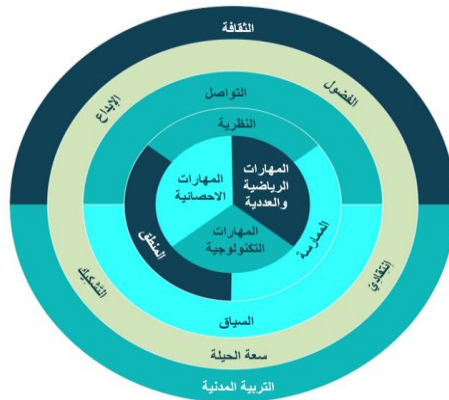 الثقافة
الفضول
الإبداع
التواصل
النظرية
المهارات
الرياضية
والعددية
المهارات
الاحصائية
المهارات
التكنولوجية
الممارسة
المنطق
إنتقادي
التشكيك
السياق
سعة الحيلة
التربية المدنية